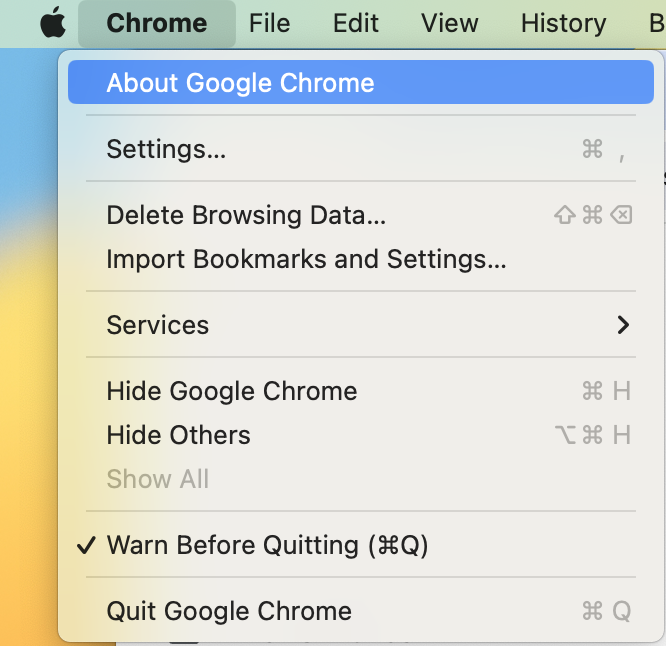 Chrome File Edit View History B
About Google Chrome
Settings... ⌘ ,
Delete Browsing Data... ⇧⌘⌫
Import Bookmarks and Settings...
Services
Hide Google Chrome ⌘ H
Hide Others ⌥⌘ H
Show All
✓ Warn Before Quitting (⌘Q)
Quit Google Chrome ⌘ Q